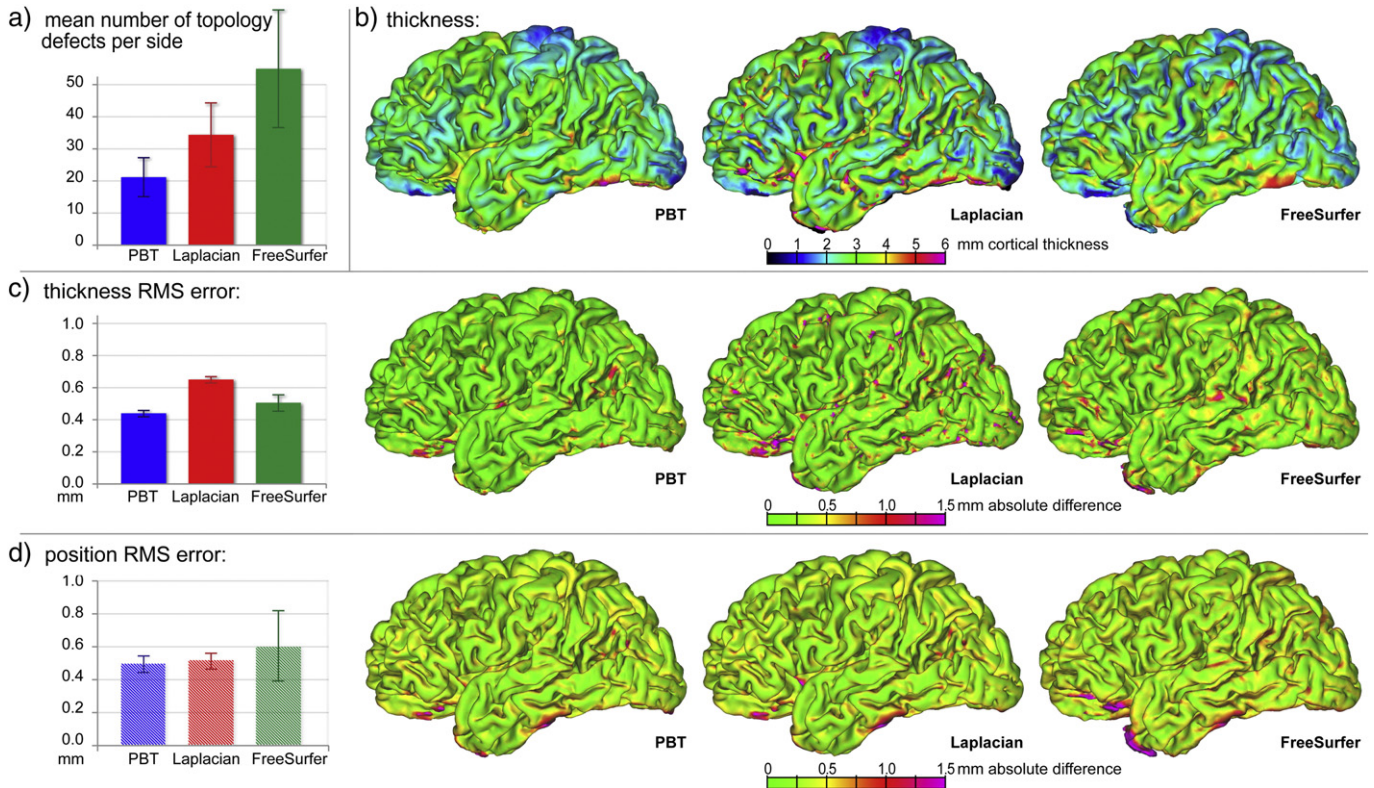 a) mean number of topology
defects per side
50
40
30
20
10
0
PBT Laplacian FreeSurfer
b) thickness:
PBT
Laplacian
FreeSurfer
0 1 2 3 4 5 6 mm cortical thickness
c) thickness RMS error:
1.0
0.8
0.6
0.4
0.2
0.0
mm
PBT Laplacian FreeSurfer
PBT
Laplacian
FreeSurfer
0 0.5 1.0 1.5 mm absolute difference
d) position RMS error:
1.0
0.8
0.6
0.4
0.2
0.0
mm
PBT Laplacian FreeSurfer
PBT
Laplacian
FreeSurfer
0 0.5 1.0 1.5 mm absolute difference